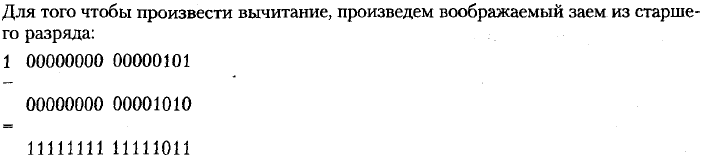 Для того чтобы произвести вычитание, произведем воображаемый заем из старше-
го разряда:
1 00000000 00000101
−
00000000 00001010
=
11111111 11111011